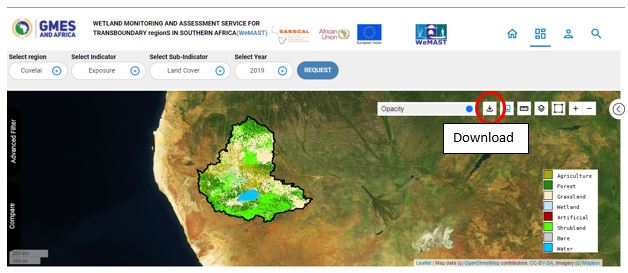 GMES
AND AFRICA
WETLAND MONITORING AND ASSESSMENT SERVICE FOR
TRANSBOUNDARY regionS IN SOUTHERN AFRICA(WeMAST)
SASSCAL
African
Union
European Union
WeMAST
Select region
Select Indicator
Select Sub-Indicator
Select Year
Cuvelai
Exposure
Land Cover
2019
REQUEST
Opacity
Download
Advanced Filter
Compare
Agriculture
Forest
Grassland
Wetland
Artificial
Shrubland
Bare
Water
200 km
100 mi
Leaflet | Map data (c) OpenStreetMap contributors, CC-BY-SA, Imagery (c) Mapbox